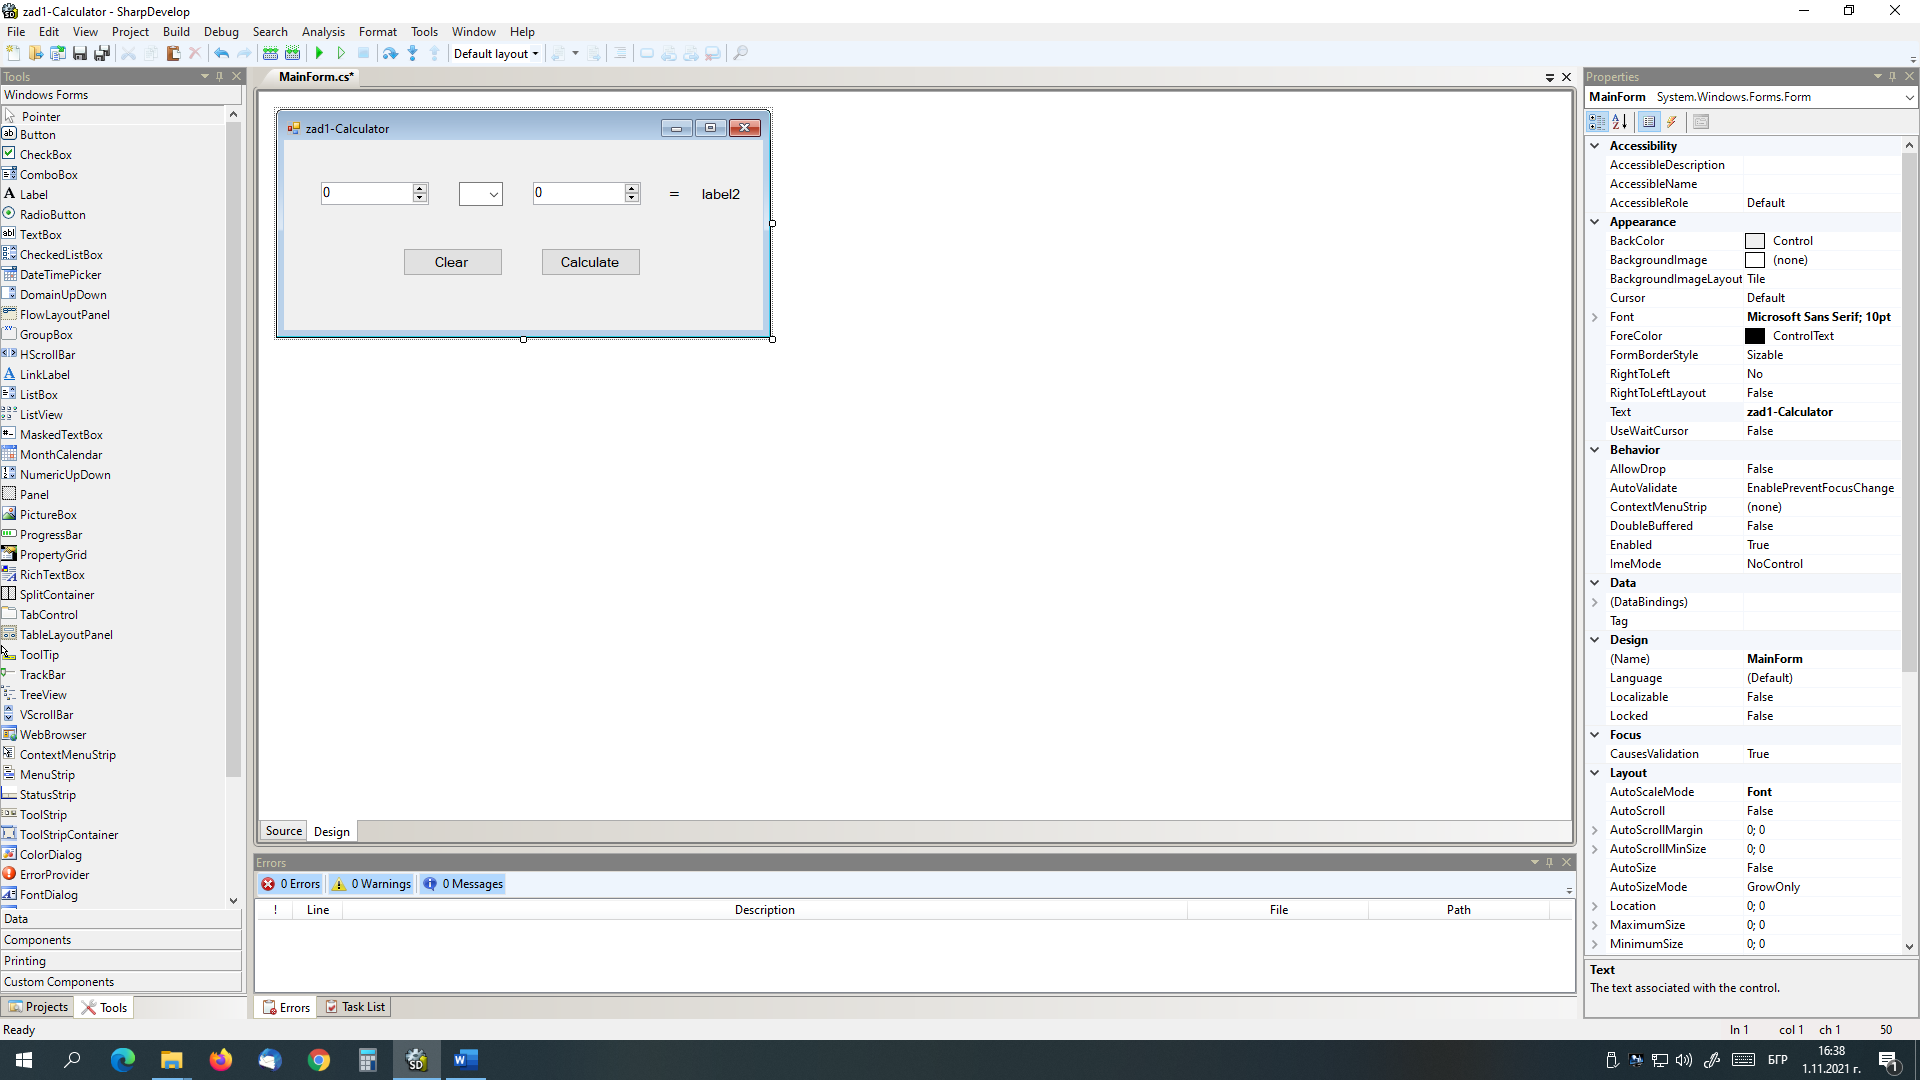 zad1-Calculator - SharpDevelop
File Edit View Project Build Debug Search Analysis Format Tools Window Help
Default layout
Tools
Windows Forms
Pointer
Button
CheckBox
ComboBox
Label
RadioButton
TextBox
CheckedListBox
DateTimePicker
DomainUpDown
FlowLayoutPanel
GroupBox
HScrollBar
LinkLabel
ListBox
ListView
MaskedTextBox
MonthCalendar
NumericUpDown
Panel
PictureBox
ProgressBar
PropertyGrid
RichTextBox
SplitContainer
TabControl
TableLayoutPanel
ToolTip
TrackBar
TreeView
VScrollBar
WebBrowser
ContextMenuStrip
MenuStrip
StatusStrip
ToolStrip
ToolStripContainer
ColorDialog
ErrorProvider
FontDialog
Data
Components
Printing
Custom Components
Projects Tools
MainForm.cs*
zad1-Calculator
0 0 = label2
Clear Calculate
Source Design
Errors
0 Errors 0 Warnings 0 Messages
! Line Description File Path
Errors Task List
Properties
MainForm System.Windows.Forms.Form
Accessibility
AccessibleDescription
AccessibleName
AccessibleRole Default
Appearance
BackColor Control
BackgroundImage (none)
BackgroundImageLayout Tile
Cursor Default
Font Microsoft Sans Serif; 10pt
ForeColor ControlText
FormBorderStyle Sizable
RightToLeft No
RightToLeftLayout False
Text zad1-Calculator
UseWaitCursor False
Behavior
AllowDrop False
AutoValidate EnablePreventFocusChange
ContextMenuStrip (none)
DoubleBuffered False
Enabled True
ImeMode NoControl
Data
(DataBindings)
Tag
Design
(Name) MainForm
Language (Default)
Localizable False
Locked False
Focus
CausesValidation True
Layout
AutoScaleMode Font
AutoScroll False
AutoScrollMargin 0; 0
AutoScrollMinSize 0; 0
AutoSize False
AutoSizeMode GrowOnly
Location 0; 0
MaximumSize 0; 0
MinimumSize 0; 0
Text
The text associated with the control.
Ready ln 1 col 1 ch 1 50
БГР
16:38
1.11.2021 г.
1